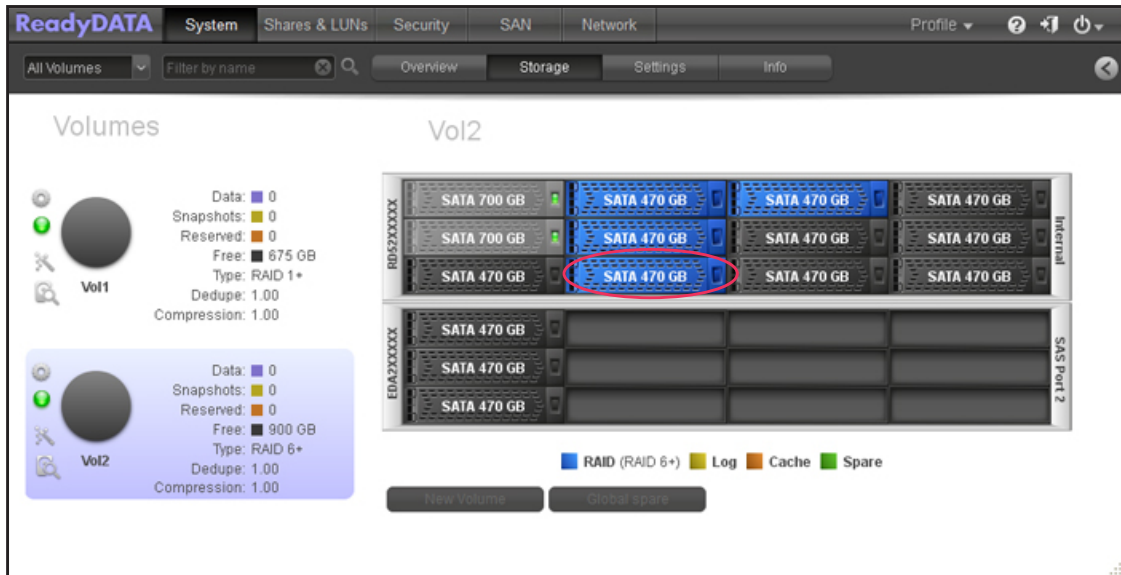 ReadyDATA System Shares & LUNs Security SAN Network Profile
All Volumes Filter by name Overview Storage Settings Info
Volumes
Data: 0
Snapshots: 0
Reserved: 0
Free: 675 GB
Type: RAID 1+
Dedupe: 1.00
Compression: 1.00
Vol1
Data: 0
Snapshots: 0
Reserved: 0
Free: 900 GB
Type: RAID 6+
Dedupe: 1.00
Compression: 1.00
Vol2
Vol2
RD52XXXXX
SATA 700 GB SATA 470 GB SATA 470 GB SATA 470 GB
SATA 700 GB SATA 470 GB SATA 470 GB SATA 470 GB
SATA 470 GB SATA 470 GB SATA 470 GB SATA 470 GB
Internal
EDA2XXXXX
SATA 470 GB
SATA 470 GB
SATA 470 GB
SAS Port 2
RAID (RAID 6+) Log Cache Spare
New Volume Global spare